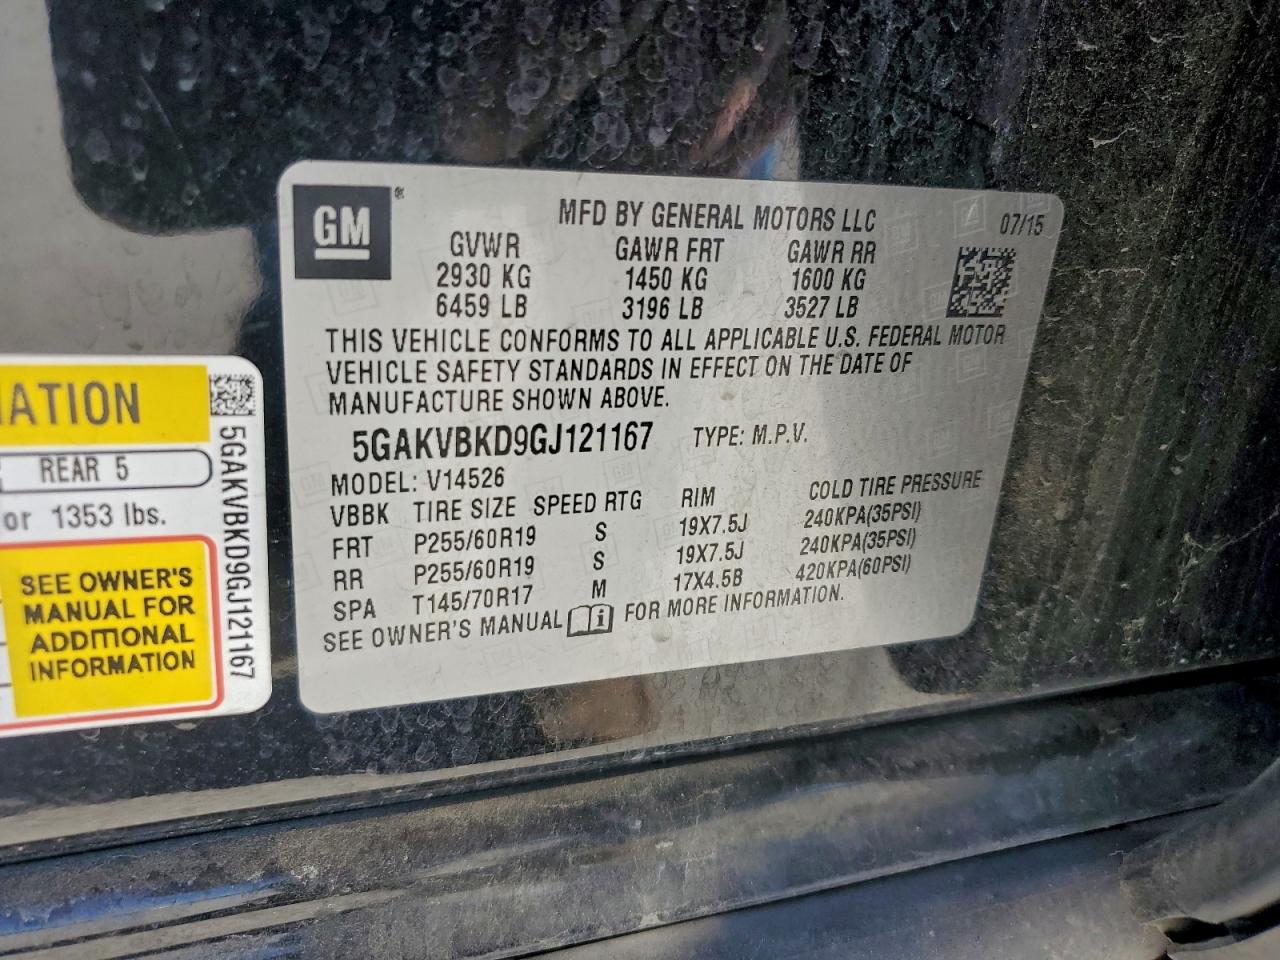 GM
®
MFD BY GENERAL MOTORS LLC
07/15
GVWR GAWR FRT GAWR RR
2930 KG 1450 KG 1600 KG
6459 LB 3196 LB 3527 LB
THIS VEHICLE CONFORMS TO ALL APPLICABLE U.S. FEDERAL MOTOR
VEHICLE SAFETY STANDARDS IN EFFECT ON THE DATE OF
MANUFACTURE SHOWN ABOVE.
5GAKVBKD9GJ121167 TYPE: M.P.V.
MODEL: V14526
VBBK TIRE SIZE SPEED RTG RIM COLD TIRE PRESSURE
FRT P255/60R19 S 19X7.5J 240KPA(35PSI)
RR P255/60R19 S 19X7.5J 240KPA(35PSI)
SPA T145/70R17 M 17X4.5B 420KPA(60PSI)
SEE OWNER'S MANUAL i FOR MORE INFORMATION.
ATION
REAR 5
or 1353 lbs.
SEE OWNER'S
MANUAL FOR
ADDITIONAL
INFORMATION
5GAKVBKD9GJ121167